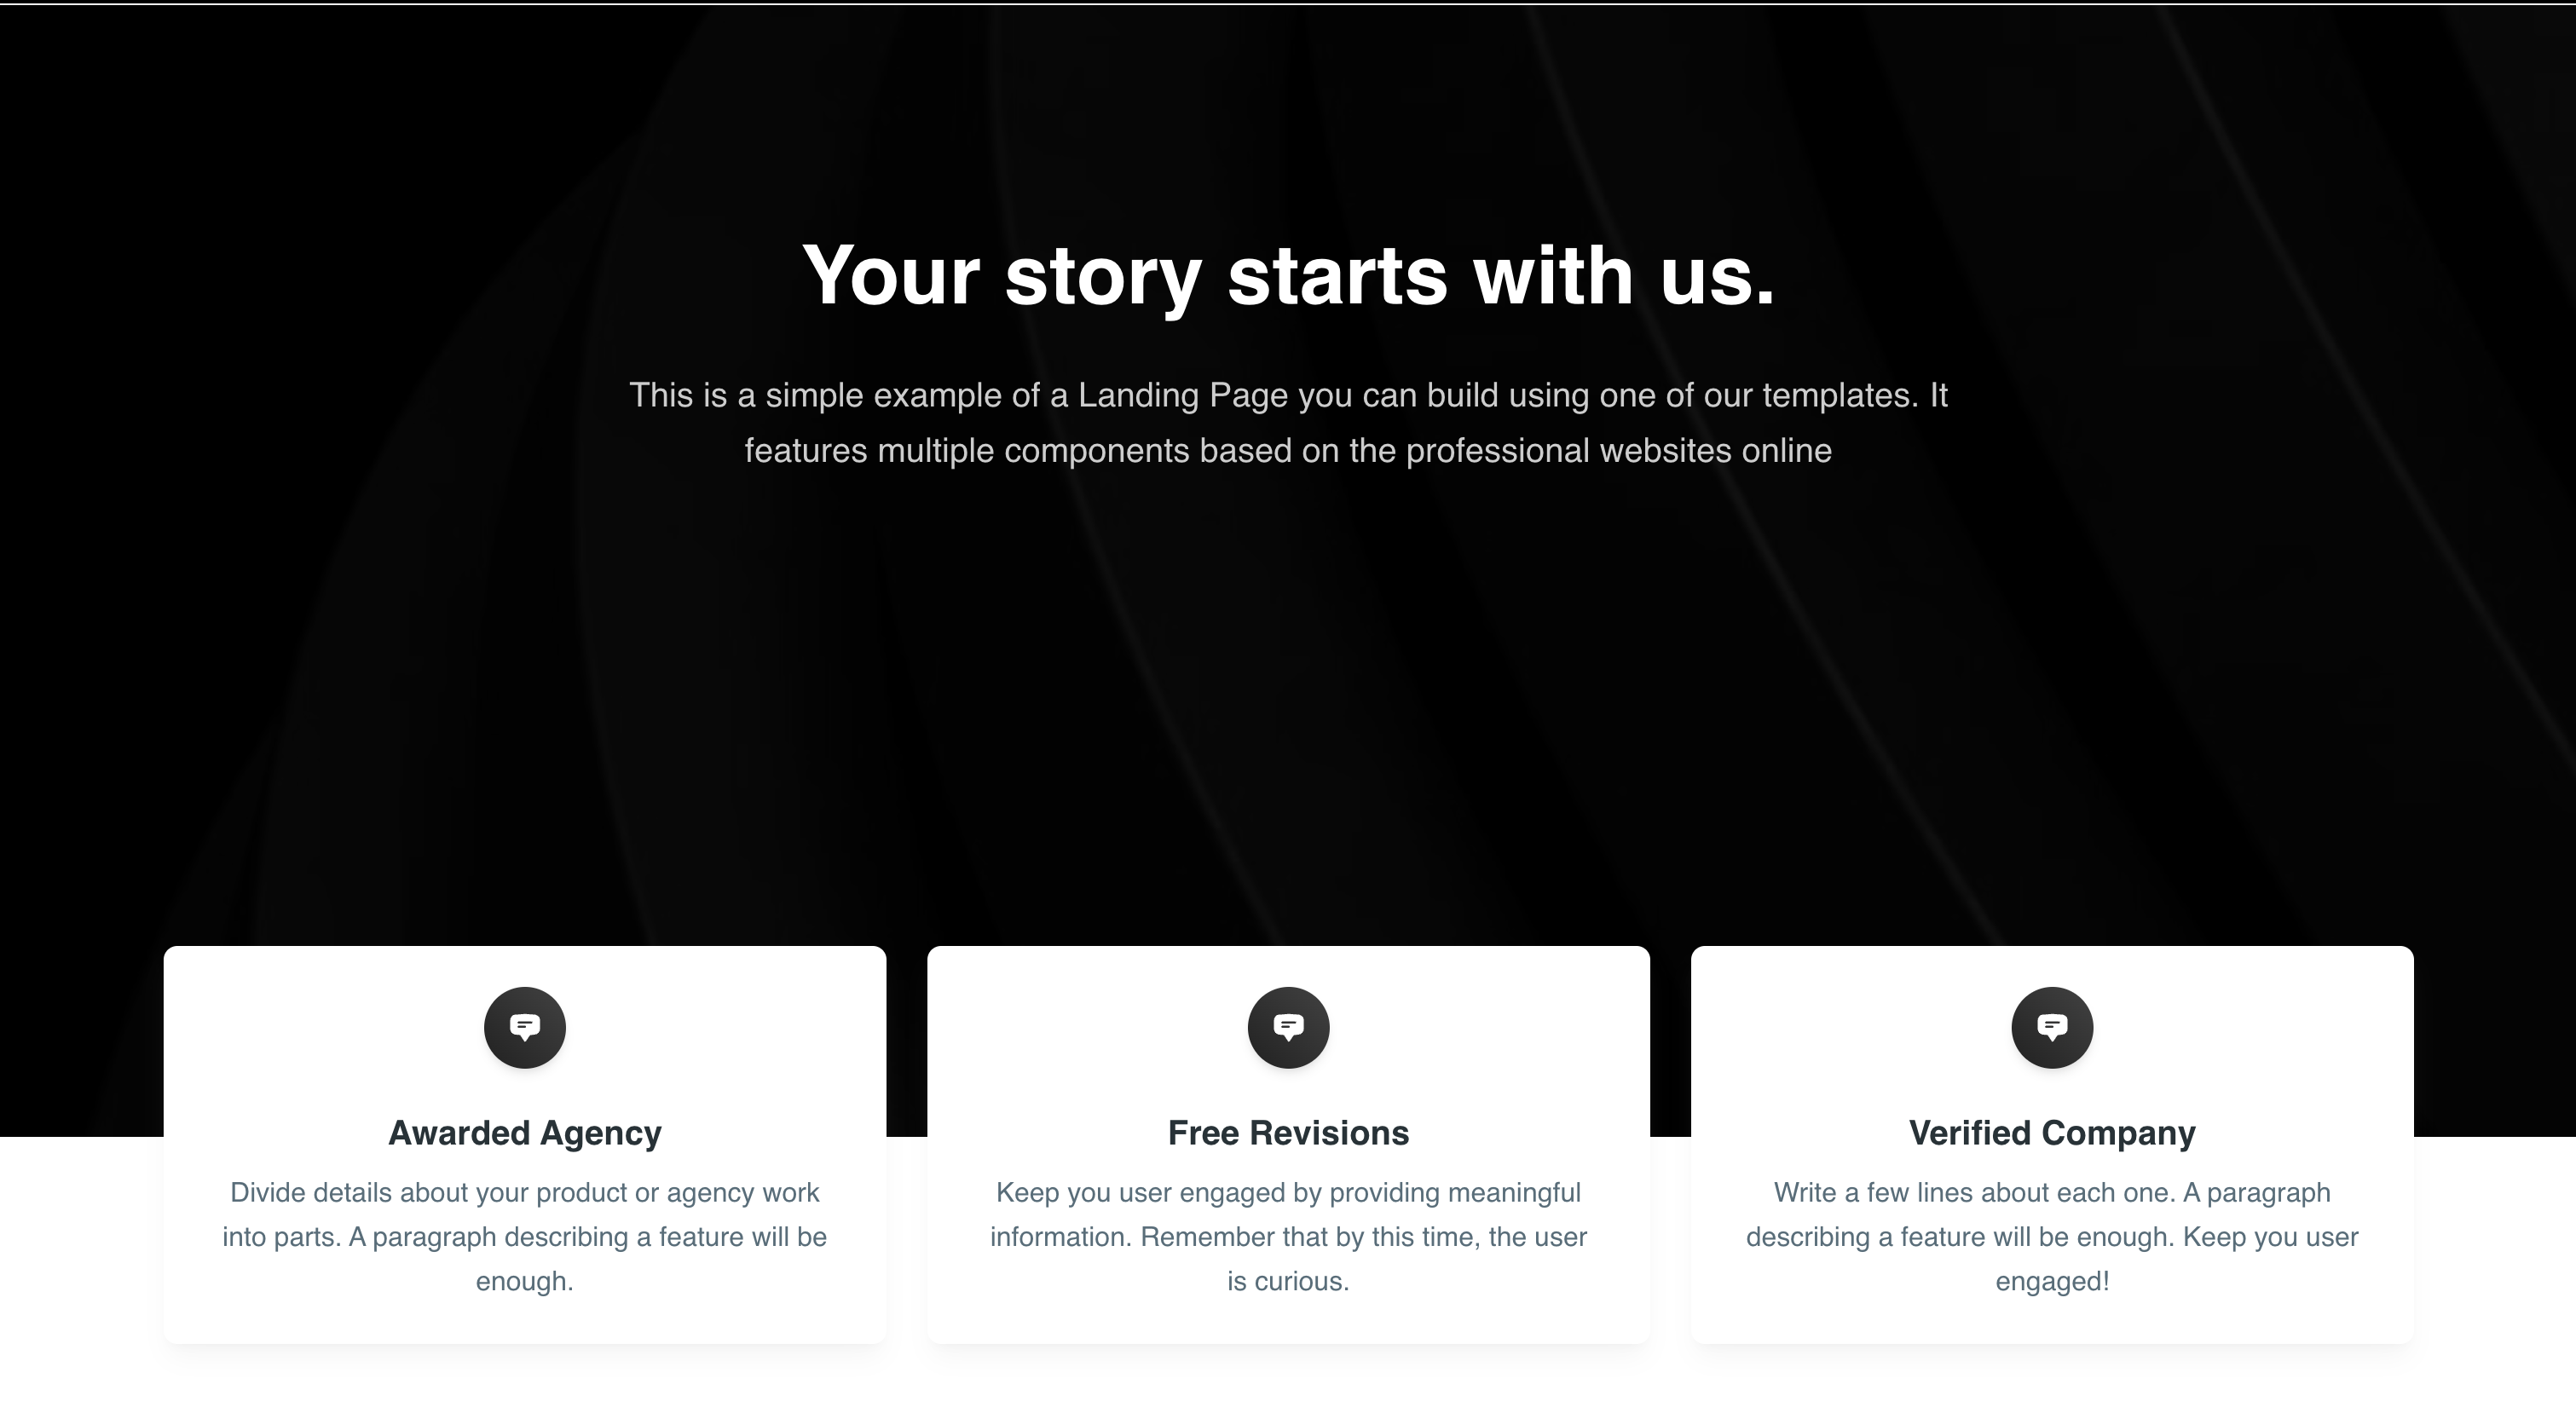 Your story starts with us.
This is a simple example of a Landing Page you can build using one of our templates. It
features multiple components based on the professional websites online
Awarded Agency
Divide details about your product or agency work
into parts. A paragraph describing a feature will be
enough.
Free Revisions
Keep you user engaged by providing meaningful
information. Remember that by this time, the user
is curious.
Verified Company
Write a few lines about each one. A paragraph
describing a feature will be enough. Keep you user
engaged!